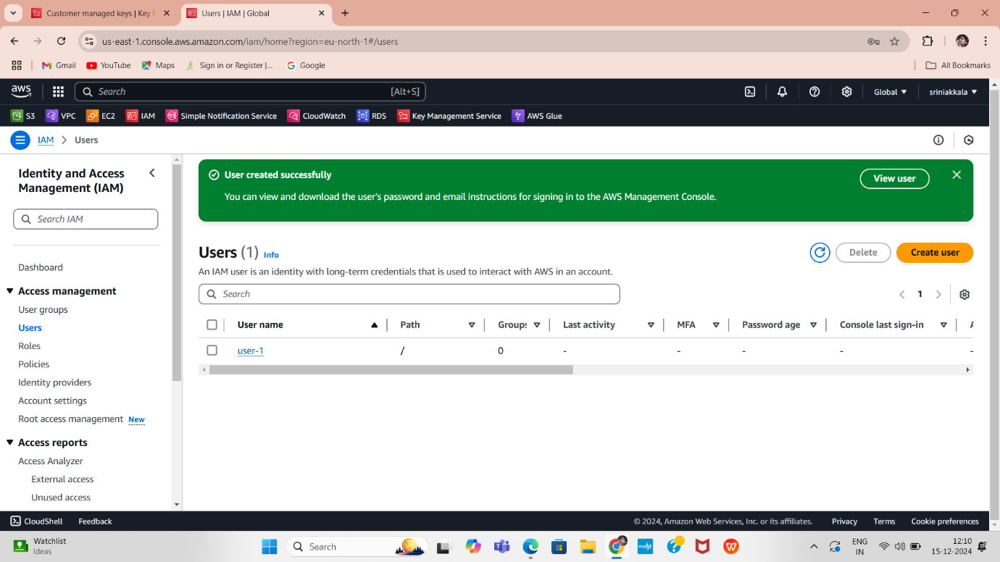 Customer managed keys | Key
Users | IAM | Global
us-east-1.console.aws.amazon.com/iam/home?region=eu-north-1#/users
Gmail
YouTube
Maps
Sign in or Register |...
Google
All Bookmarks
aws
Search
[Alt+S]
Global
sriniakkala
S3
VPC
EC2
IAM
Simple Notification Service
CloudWatch
RDS
Key Management Service
AWS Glue
IAM
Users
Identity and Access
Management (IAM)
Search IAM
Dashboard
Access management
User groups
Users
Roles
Policies
Identity providers
Account settings
Root access management New
Access reports
Access Analyzer
External access
Unused access
User created successfully
You can view and download the user's password and email instructions for signing in to the AWS Management Console.
View user
Users (1) Info
Delete
Create user
An IAM user is an identity with long-term credentials that is used to interact with AWS in an account.
Search
1
User name
Path
Groups
Last activity
MFA
Password age
Console last sign-in
user-1
/
0
-
-
-
-
-
CloudShell
Feedback
© 2024, Amazon Web Services, Inc. or its affiliates.
Privacy
Terms
Cookie preferences
Watchlist
Ideas
Search
myhp
ENG
IN
12:10
15-12-2024